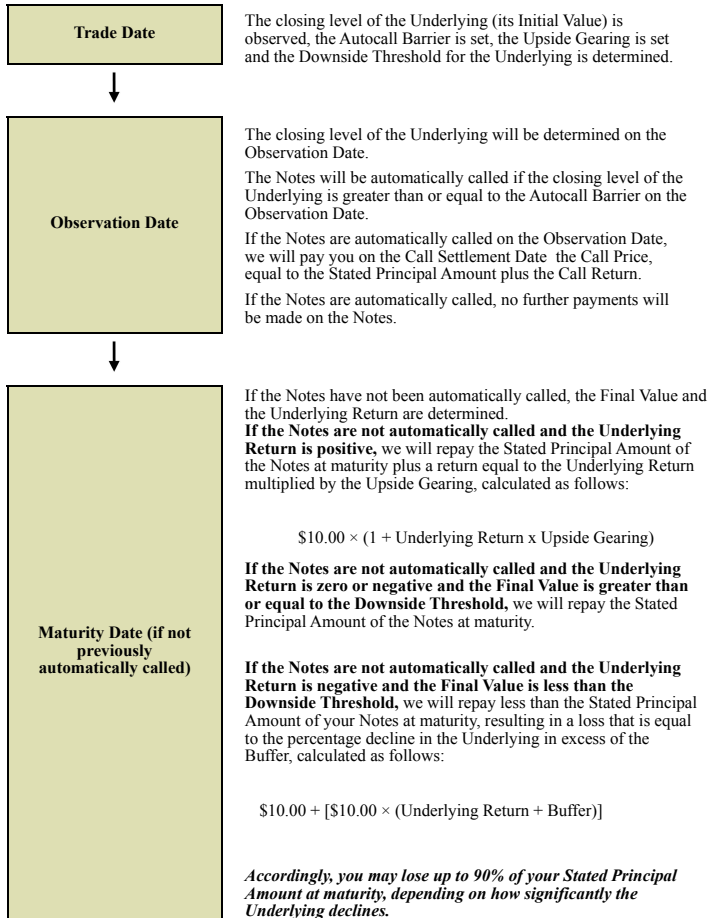 Trade Date
The closing level of the Underlying (its Initial Value) is
observed, the Autocall Barrier is set, the Upside Gearing is set
and the Downside Threshold for the Underlying is determined.
Observation Date
The closing level of the Underlying will be determined on the
Observation Date.
The Notes will be automatically called if the closing level of the
Underlying is greater than or equal to the Autocall Barrier on the
Observation Date.
If the Notes are automatically called on the Observation Date,
we will pay you on the Call Settlement Date the Call Price,
equal to the Stated Principal Amount plus the Call Return.
If the Notes are automatically called, no further payments will
be made on the Notes.
Maturity Date (if not
previously
automatically called)
If the Notes have not been automatically called, the Final Value and
the Underlying Return are determined.
If the Notes are not automatically called and the Underlying
Return is positive, we will repay the Stated Principal Amount of
the Notes at maturity plus a return equal to the Underlying Return
multiplied by the Upside Gearing, calculated as follows:
$10.00 × (1 + Underlying Return x Upside Gearing)
If the Notes are not automatically called and the Underlying
Return is zero or negative and the Final Value is greater than
or equal to the Downside Threshold, we will repay the Stated
Principal Amount of the Notes at maturity.
If the Notes are not automatically called and the Underlying
Return is negative and the Final Value is less than the
Downside Threshold, we will repay less than the Stated Principal
Amount of your Notes at maturity, resulting in a loss that is equal
to the percentage decline in the Underlying in excess of the
Buffer, calculated as follows:
$10.00 + [$10.00 × (Underlying Return + Buffer)]
Accordingly, you may lose up to 90% of your Stated Principal
Amount at maturity, depending on how significantly the
Underlying declines.